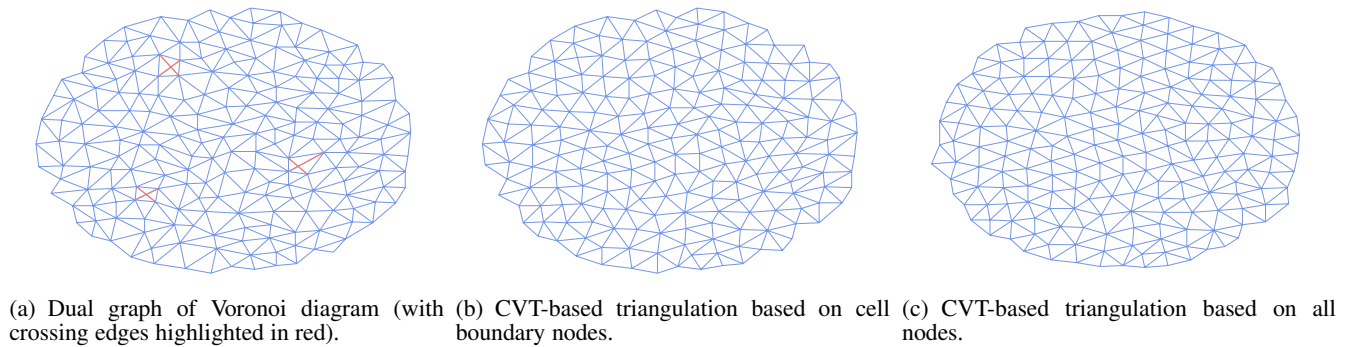 (a) Dual graph of Voronoi diagram (with
crossing edges highlighted in red).
(b) CVT-based triangulation based on cell
boundary nodes.
(c) CVT-based triangulation based on all
nodes.